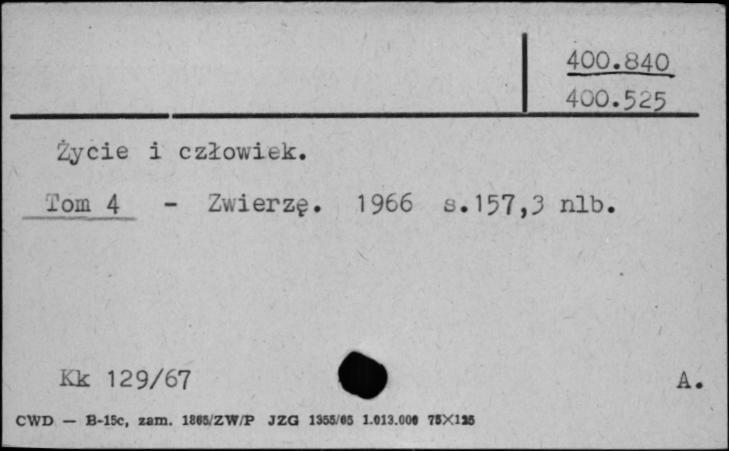 400.840
400.525
Życie i człowiek.
Tom 4 - Zwierzę. 1966 s.157,3 nlb.
Kk 129/67
A.
CWD — B-15c, zam. 1865/ZW/P JZG 1355/65 1.013.000 75X125